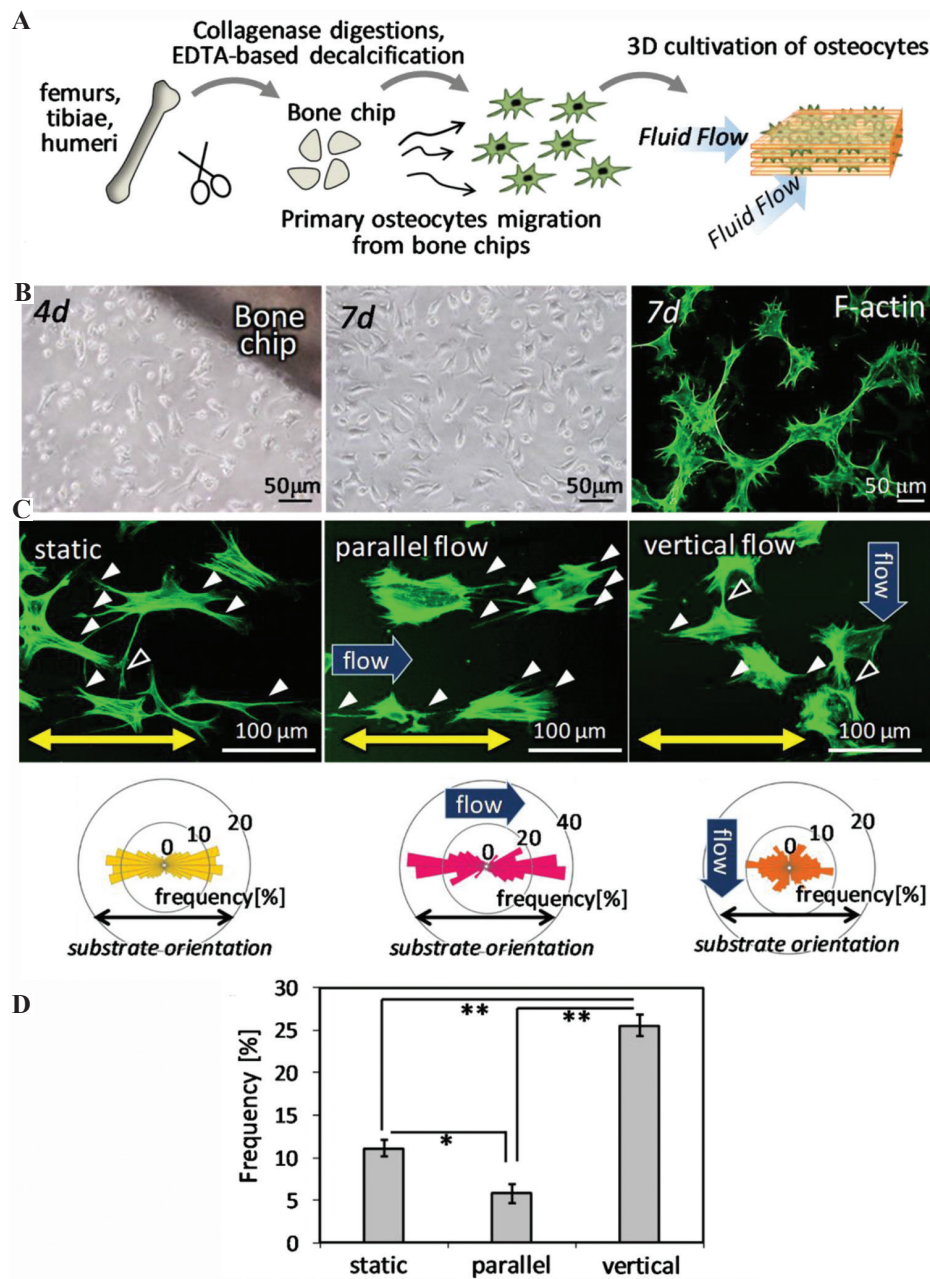 A
Collagenase digestions,
EDTA-based decalcification
3D cultivation of osteocytes
femurs,
tibiae,
humeri
Bone chip
Fluid Flow
Fluid Flow
Primary osteocytes migration
from bone chips
B
4d
Bone
chip
50μm
7d
50μm
7d
F-actin
50 μm
C
static
100 μm
parallel flow
flow
100 μm
vertical flow
flow
100 μm
0 10 20
frequency[%]
substrate orientation
flow
0 20 40
frequency[%]
substrate orientation
flow
0 10 20
frequency[%]
substrate orientation
D
Frequency [%]
30
25
20
15
10
5
0
**
**
*
static parallel vertical